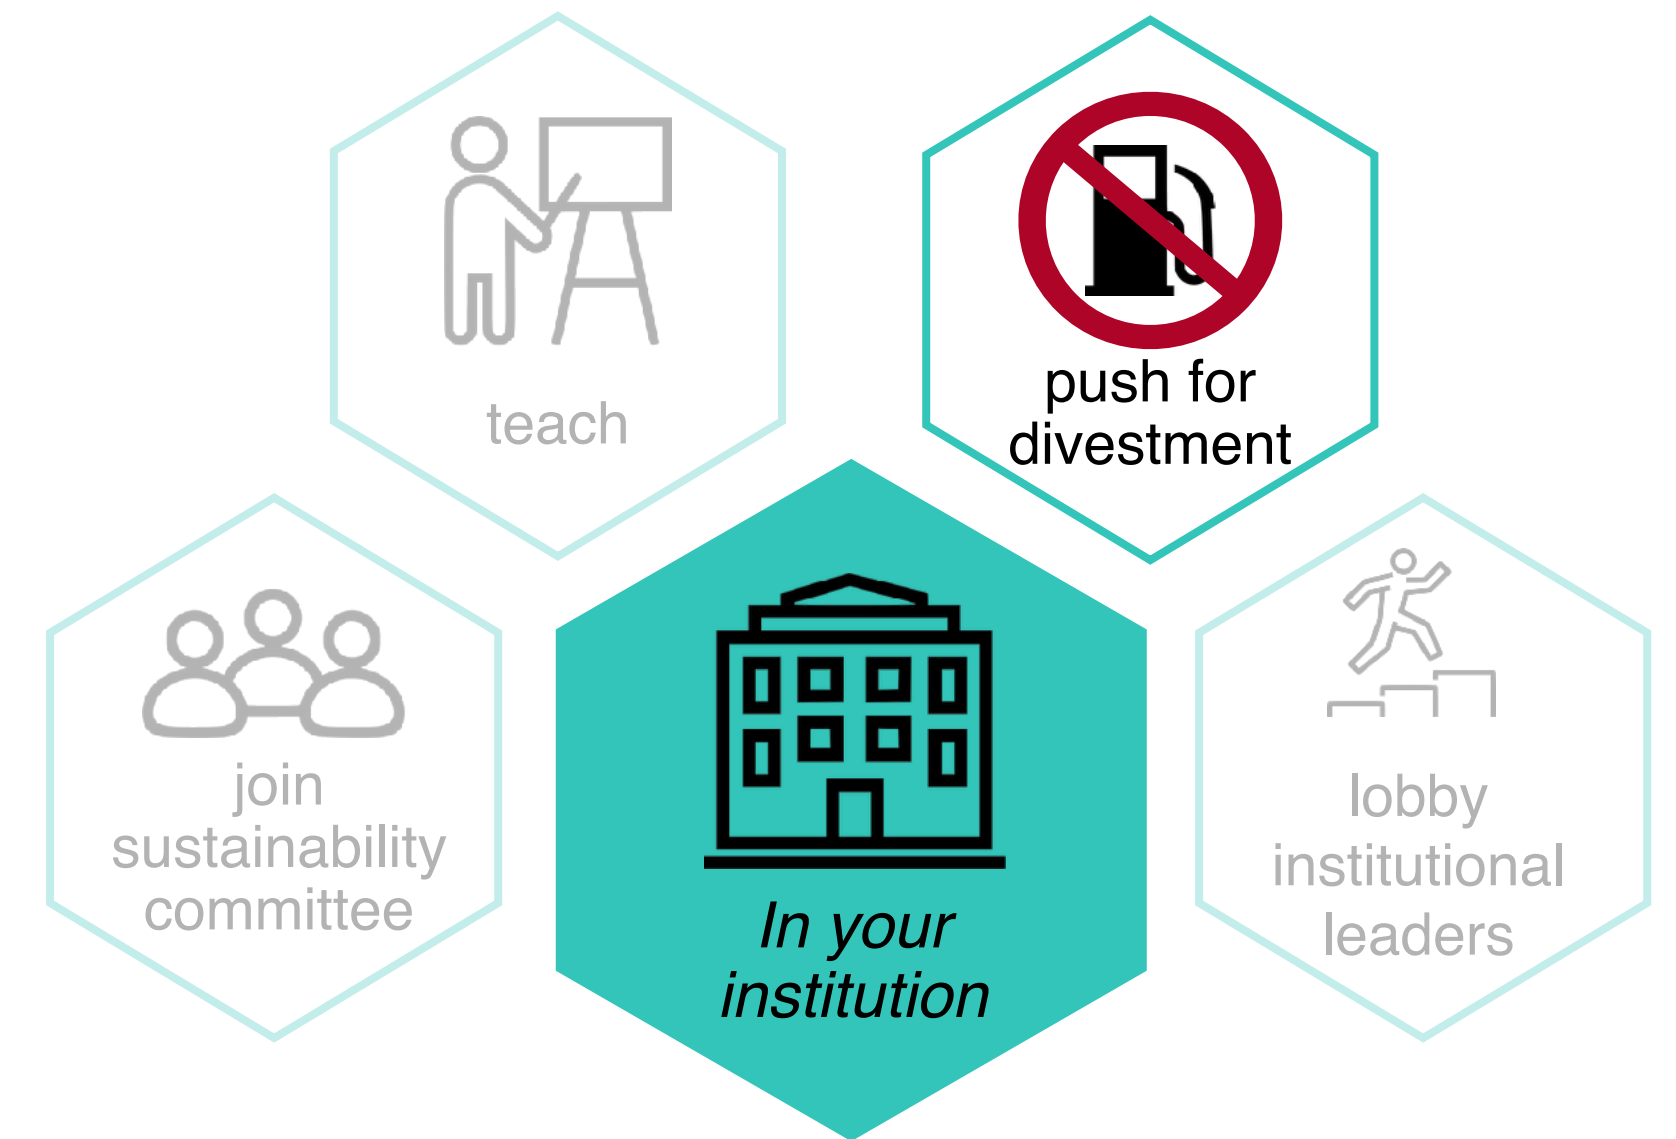 teach
push for
divestment
join
sustainability
committee
In your
institution
lobby
institutional
leaders